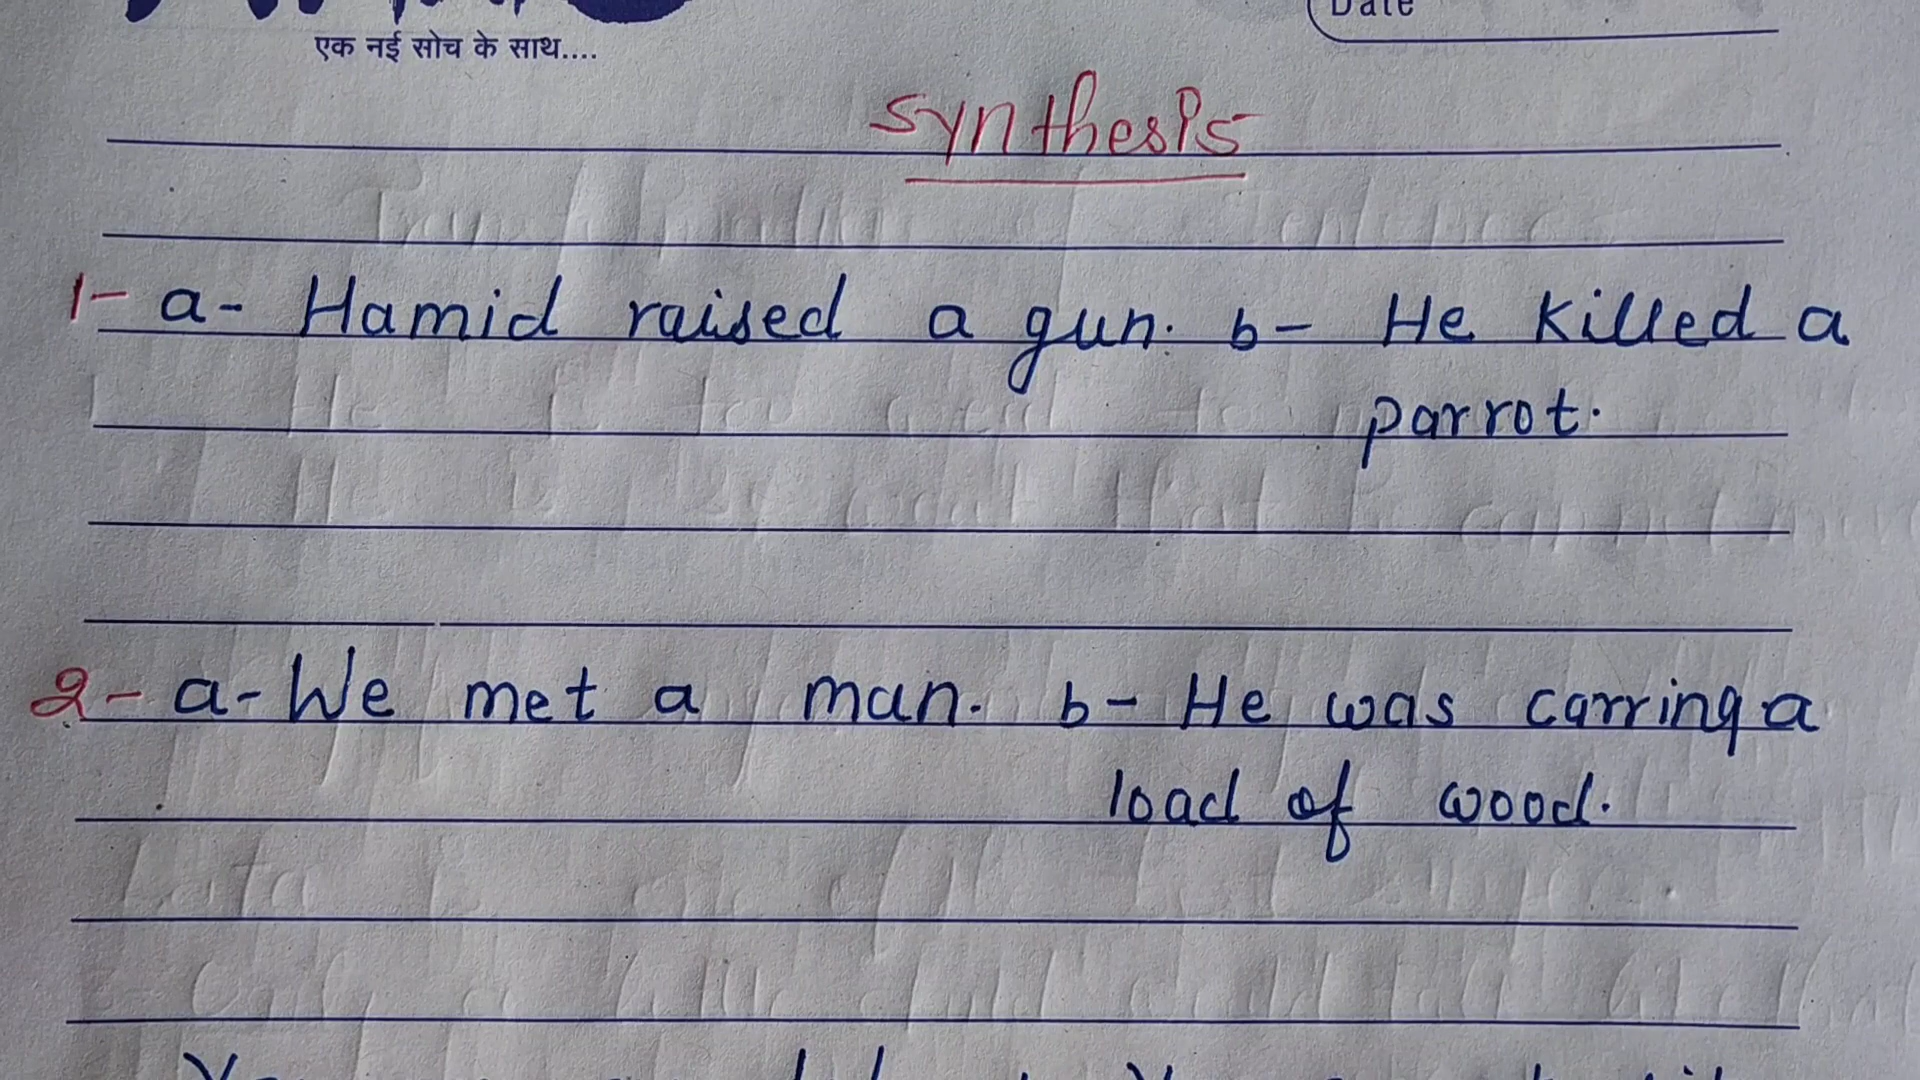 एक नई सोच के साथ....
Date
synthesis
1- a- Hamid raised a gun. b- He killed a
parrot.
2- a- We met a man. b- He was carring a
load of wood.